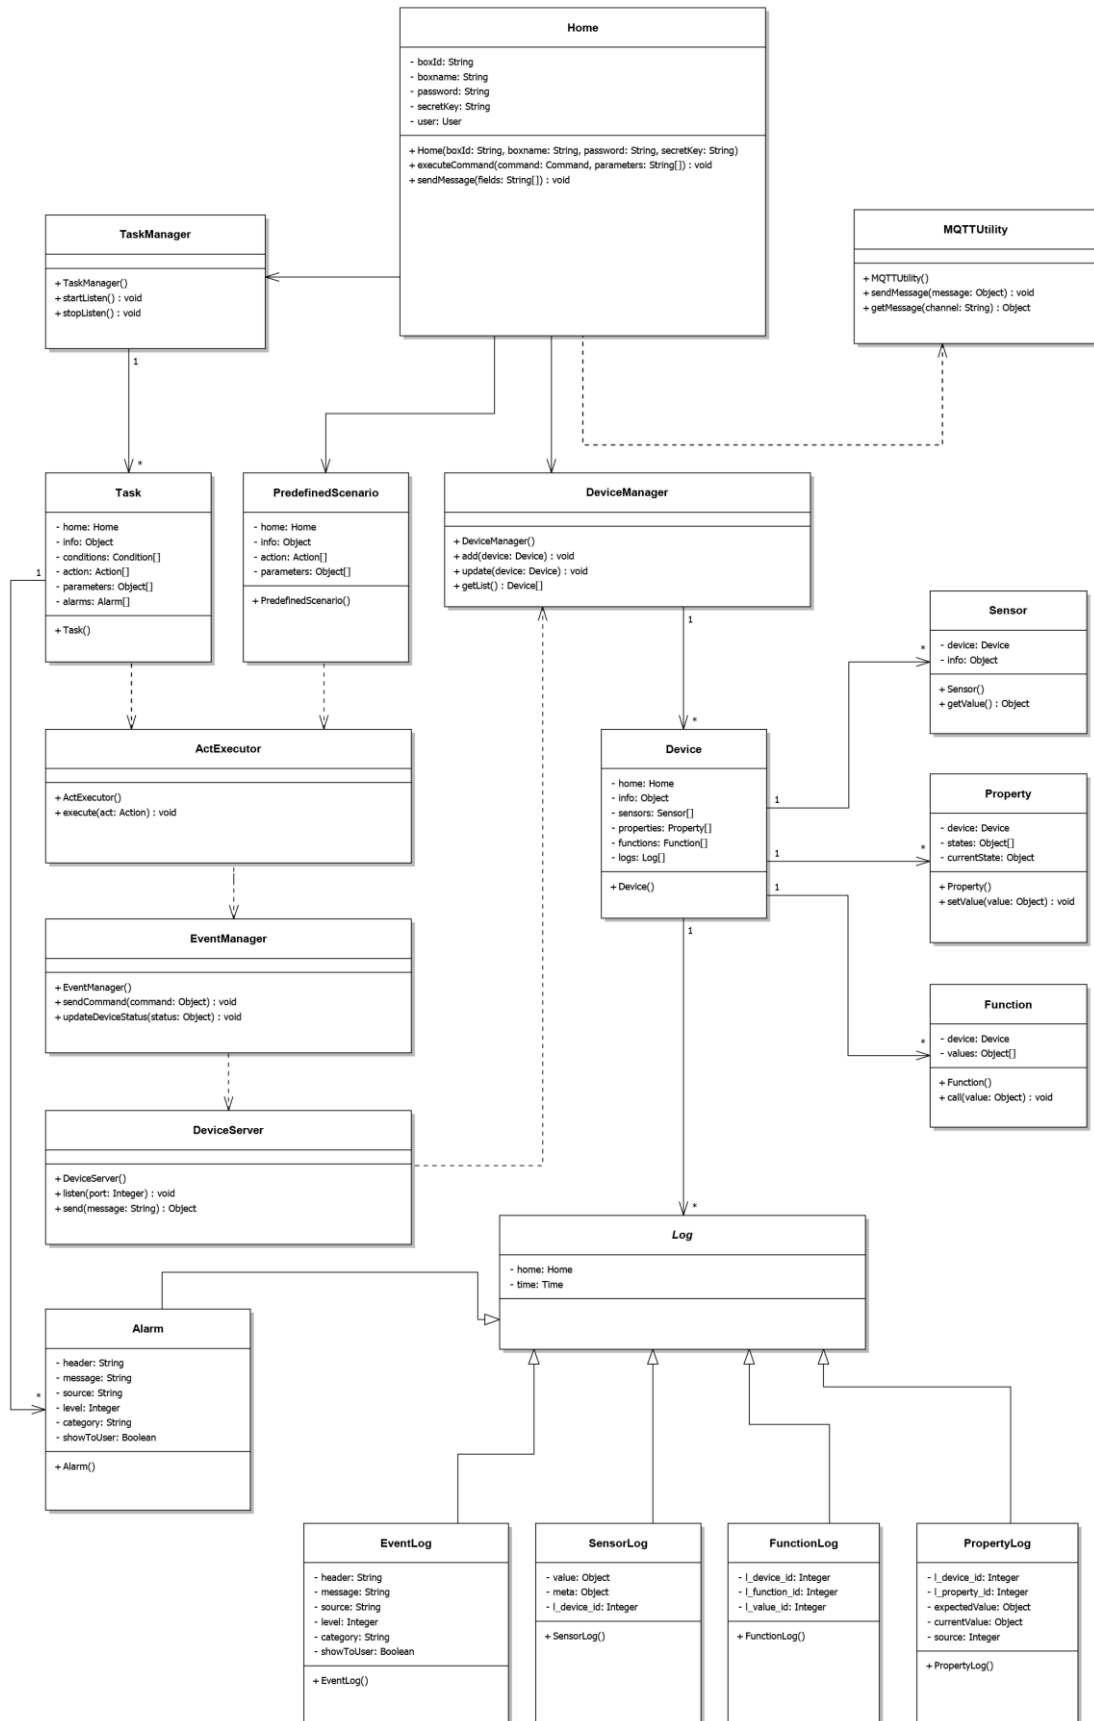 Home
- boxId: String
- boxname: String
- password: String
- secretKey: String
- user: User
+ Home(boxId: String, boxname: String, password: String, secretKey: String)
+ executeCommand(command: Command, parameters: String[]) : void
+ sendMessage(fields: String[]) : void
TaskManager
+ TaskManager()
+ startListen() : void
+ stopListen() : void
MQTTUtility
+ MQTTUtility()
+ sendMessage(message: Object) : void
+ getMessage(channel: String) : Object
1
*
Task
- home: Home
- info: Object
- conditions: Condition[]
- action: Action[]
- parameters: Object[]
- alarms: Alarm[]
+ Task()
1
PredefinedScenario
- home: Home
- info: Object
- action: Action[]
- parameters: Object[]
+ PredefinedScenario()
DeviceManager
+ DeviceManager()
+ add(device: Device) : void
+ update(device: Device) : void
+ getList() : Device[]
1
*
Sensor
- device: Device
- info: Object
+ Sensor()
+ getValue() : Object
*
ActExecutor
+ ActExecutor()
+ execute(act: Action) : void
Device
- home: Home
- info: Object
- sensors: Sensor[]
- properties: Property[]
- functions: Function[]
- logs: Log[]
+ Device()
1
1
1
1
Property
- device: Device
- states: Object[]
- currentState: Object
+ Property()
+ setValue(value: Object) : void
*
EventManager
+ EventManager()
+ sendCommand(command: Object) : void
+ updateDeviceStatus(status: Object) : void
Function
- device: Device
- values: Object[]
+ Function()
+ call(value: Object) : void
*
DeviceServer
+ DeviceServer()
+ listen(port: Integer) : void
+ send(message: String) : Object
*
Log
- home: Home
- time: Time
Alarm
- header: String
- message: String
- source: String
- level: Integer
- category: String
- showToUser: Boolean
+ Alarm()
*
EventLog
- header: String
- message: String
- source: String
- level: Integer
- category: String
- showToUser: Boolean
+ EventLog()
SensorLog
- value: Object
- meta: Object
- l_device_id: Integer
+ SensorLog()
FunctionLog
- l_device_id: Integer
- l_function_id: Integer
- l_value_id: Integer
+ FunctionLog()
PropertyLog
- l_device_id: Integer
- l_property_id: Integer
- expectedValue: Object
- currentValue: Object
- source: Integer
+ PropertyLog()